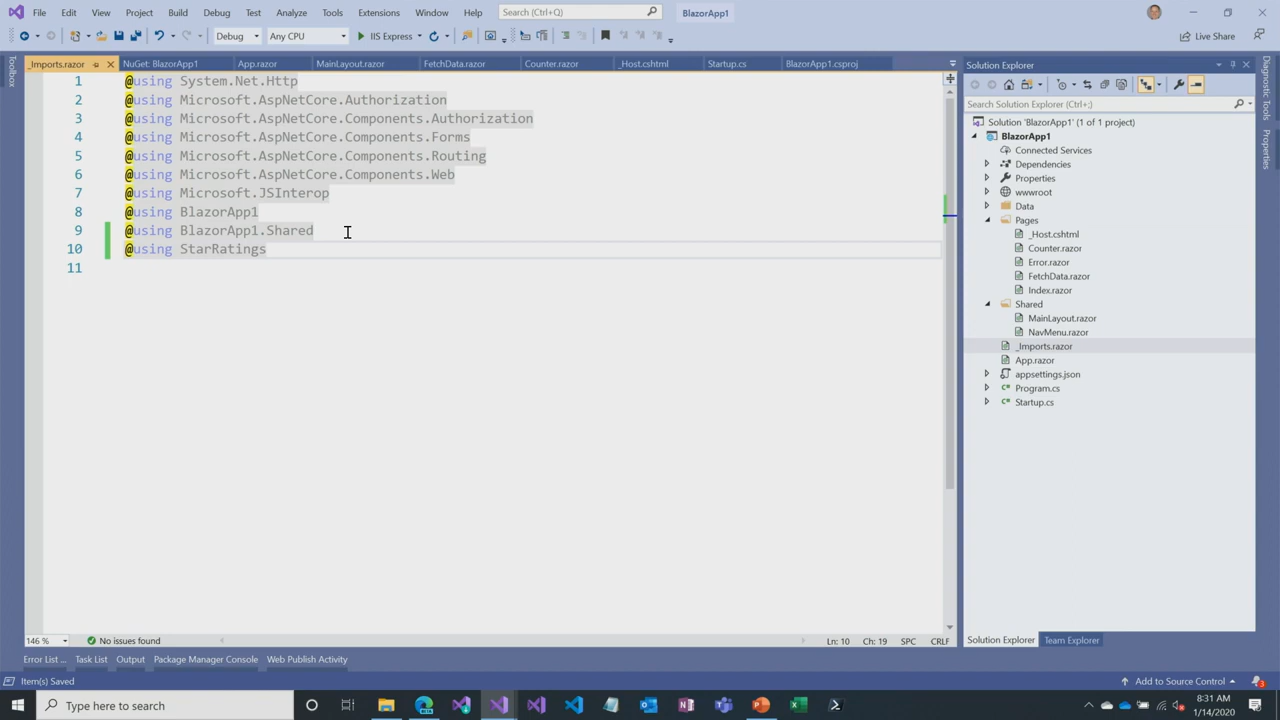 File Edit View Project Build Debug Test Analyze Tools Extensions Window Help Search (Ctrl+Q) BlazorApp1
Debug Any CPU IIS Express Live Share
_Imports.razor NuGet: BlazorApp1 App.razor MainLayout.razor FetchData.razor Counter.razor _Host.cshtml Startup.cs BlazorApp1.csproj
Toolbox
1 @using System.Net.Http
2 @using Microsoft.AspNetCore.Authorization
3 @using Microsoft.AspNetCore.Components.Authorization
4 @using Microsoft.AspNetCore.Components.Forms
5 @using Microsoft.AspNetCore.Components.Routing
6 @using Microsoft.AspNetCore.Components.Web
7 @using Microsoft.JSInterop
8 @using BlazorApp1
9 @using BlazorApp1.Shared
10 @using StarRatings
11
146 % No issues found Ln: 10 Ch: 19 SPC CRLF
Solution Explorer
Search Solution Explorer (Ctrl+;)
Solution 'BlazorApp1' (1 of 1 project)
BlazorApp1
Connected Services
Dependencies
Properties
wwwroot
Data
Pages
_Host.cshtml
Counter.razor
Error.razor
FetchData.razor
Index.razor
Shared
MainLayout.razor
NavMenu.razor
_Imports.razor
App.razor
appsettings.json
Program.cs
Startup.cs
Solution Explorer Team Explorer
Diagnostic Tools
Properties
Error List ... Task List Output Package Manager Console Web Publish Activity
Item(s) Saved Add to Source Control 3
Type here to search
8:31 AM
1/14/2020